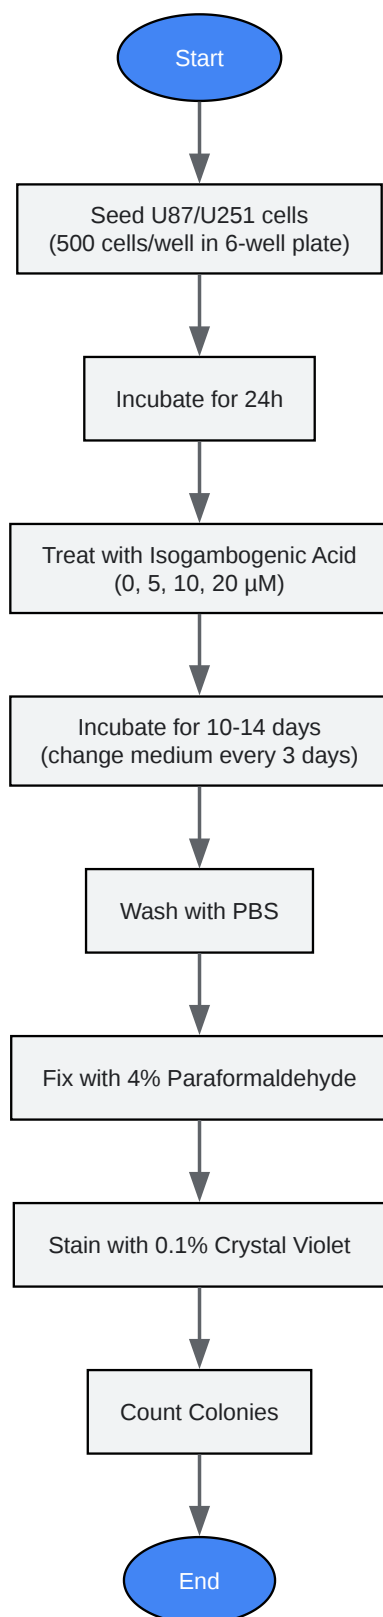 Start
Seed U87/U251 cells
(500 cells/well in 6-well plate)
Incubate for 24h
Treat with Isogambogenic Acid
(0, 5, 10, 20 µM)
Incubate for 10-14 days
(change medium every 3 days)
Wash with PBS
Fix with 4% Paraformaldehyde
Stain with 0.1% Crystal Violet
Count Colonies
End